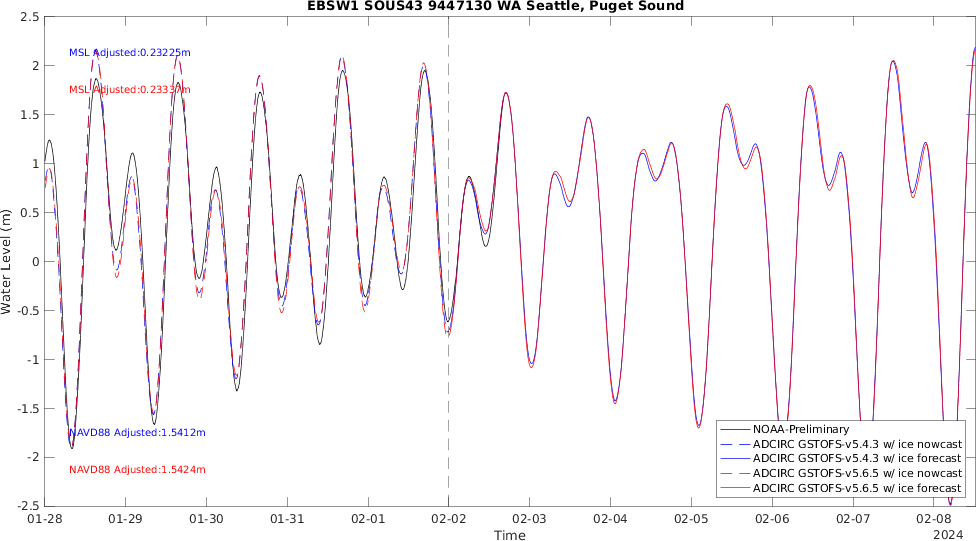 EBSW1 SOUS43 9447130 WA Seattle, Puget Sound
2.5
2
1.5
1
0.5
0
-0.5
-1
-1.5
-2
-2.5
Water Level (m)
MSL Adjusted:0.23225m
MSL Adjusted:0.23337m
NAVD88 Adjusted:1.5412m
NAVD88 Adjusted:1.5424m
NOAA-Preliminary
ADCIRC GSTOFS-v5.4.3 w/ ice nowcast
ADCIRC GSTOFS-v5.4.3 w/ ice forecast
ADCIRC GSTOFS-v5.6.5 w/ ice nowcast
ADCIRC GSTOFS-v5.6.5 w/ ice forecast
01-28 01-29 01-30 01-31 02-01 02-02 02-03 02-04 02-05 02-06 02-07 02-08
2024
Time